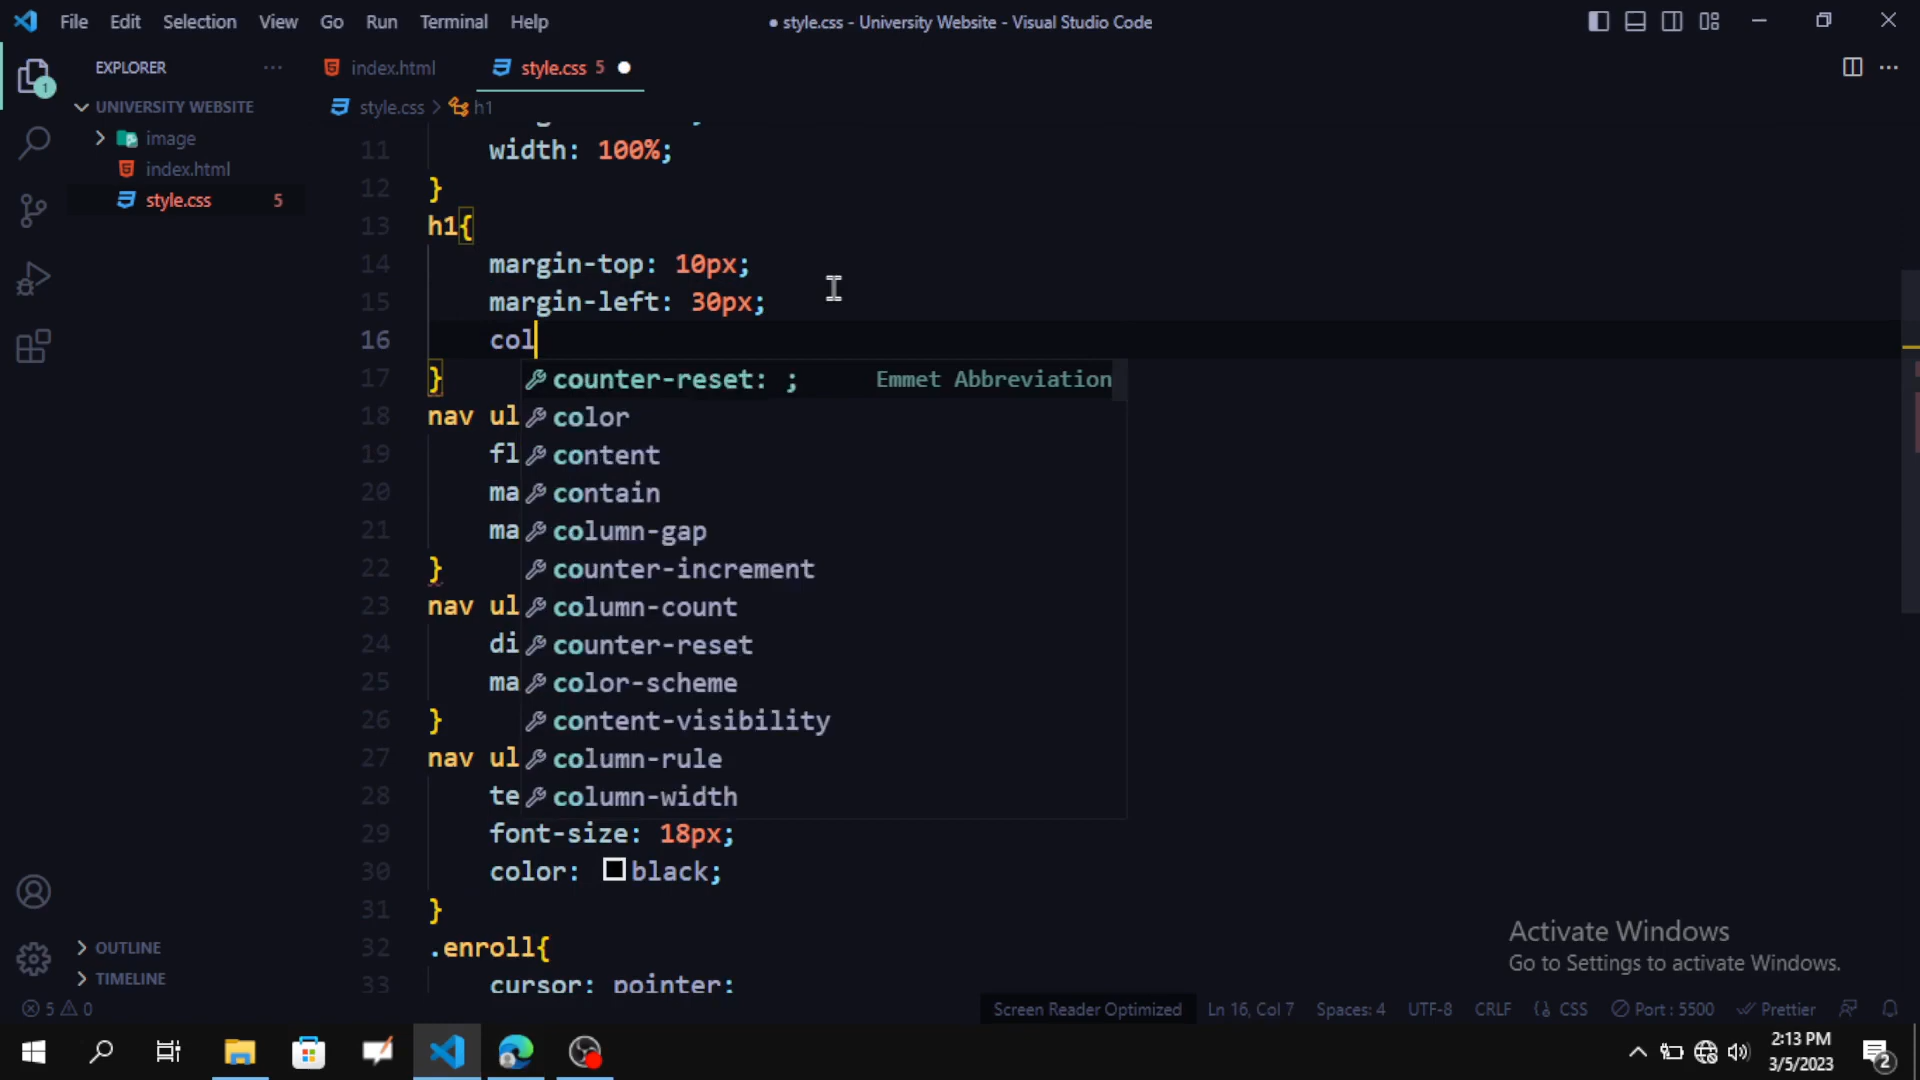 File Edit Selection View Go Run Terminal Help
● style.css - University Website - Visual Studio Code
EXPLORER
index.html
style.css 5
UNIVERSITY WEBSITE
style.css > h1
image
index.html
style.css 5
1
11 width: 100%;
12 }
13 h1{
14 margin-top: 10px;
15 margin-left: 30px;
16 col
17 }
counter-reset: ; Emmet Abbreviation
18 nav ul
color
19 fl
content
20 ma
contain
21 ma
column-gap
22 }
counter-increment
23 nav ul
column-count
24 di
counter-reset
25 ma
color-scheme
26 }
content-visibility
27 nav ul
column-rule
28 te
column-width
29 font-size: 18px;
30 color: black;
31 }
32 .enroll{
33 cursor: pointer;
OUTLINE
TIMELINE
Activate Windows
Go to Settings to activate Windows.
5 0
Screen Reader Optimized Ln 16, Col 7 Spaces: 4 UTF-8 CRLF CSS Port : 5500 Prettier
2:13 PM
3/5/2023
2